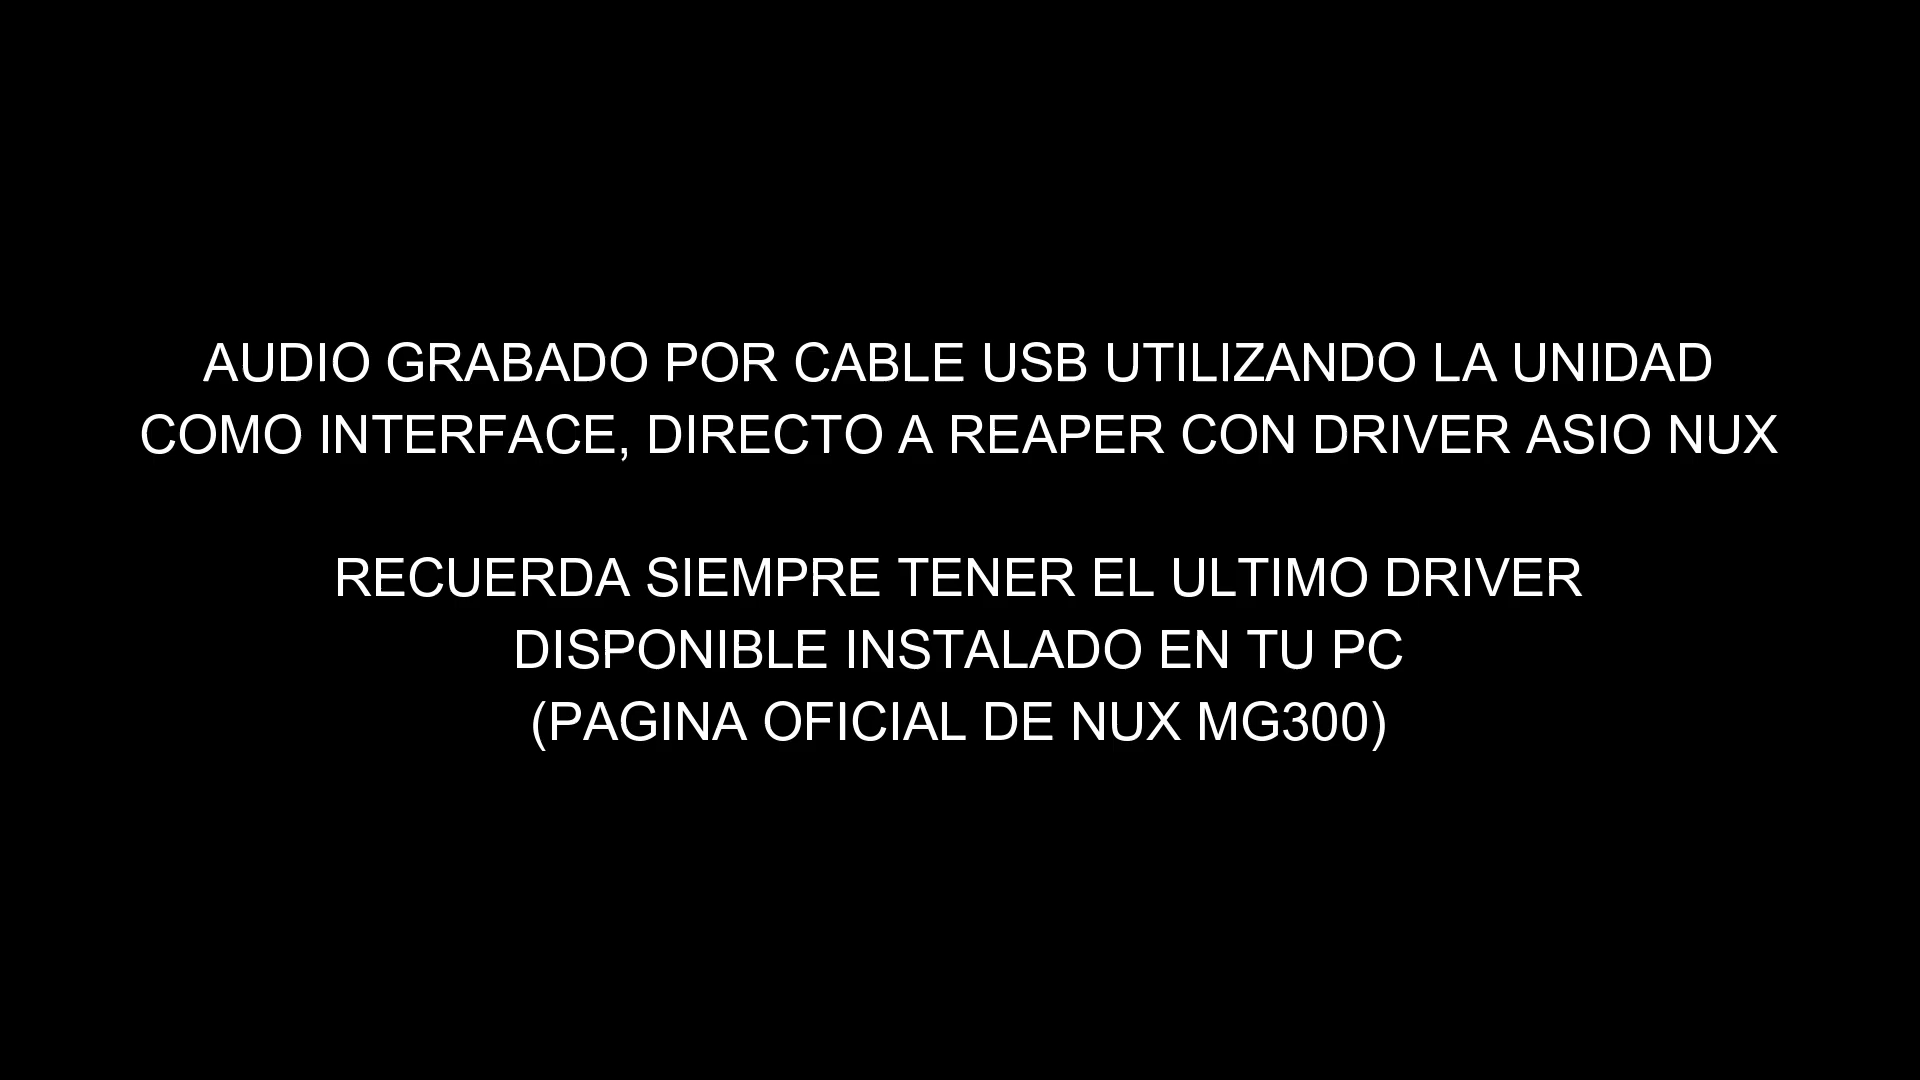 AUDIO GRABADO POR CABLE USB UTILIZANDO LA UNIDAD
COMO INTERFACE, DIRECTO A REAPER CON DRIVER ASIO NUX
RECUERDA SIEMPRE TENER EL ULTIMO DRIVER
DISPONIBLE INSTALADO EN TU PC
(PAGINA OFICIAL DE NUX MG300)